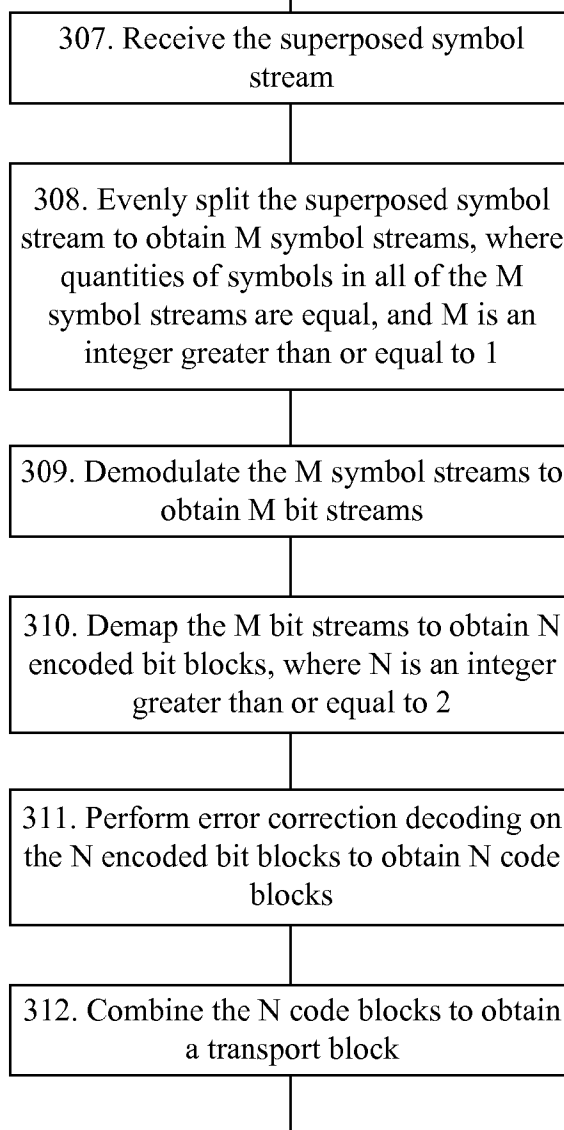 307. Receive the superposed symbol
stream
308. Evenly split the superposed symbol
stream to obtain M symbol streams, where
quantities of symbols in all of the M
symbol streams are equal, and M is an
integer greater than or equal to 1
309. Demodulate the M symbol streams to
obtain M bit streams
310. Demap the M bit streams to obtain N
encoded bit blocks, where N is an integer
greater than or equal to 2
311. Perform error correction decoding on
the N encoded bit blocks to obtain N code
blocks
312. Combine the N code blocks to obtain
a transport block